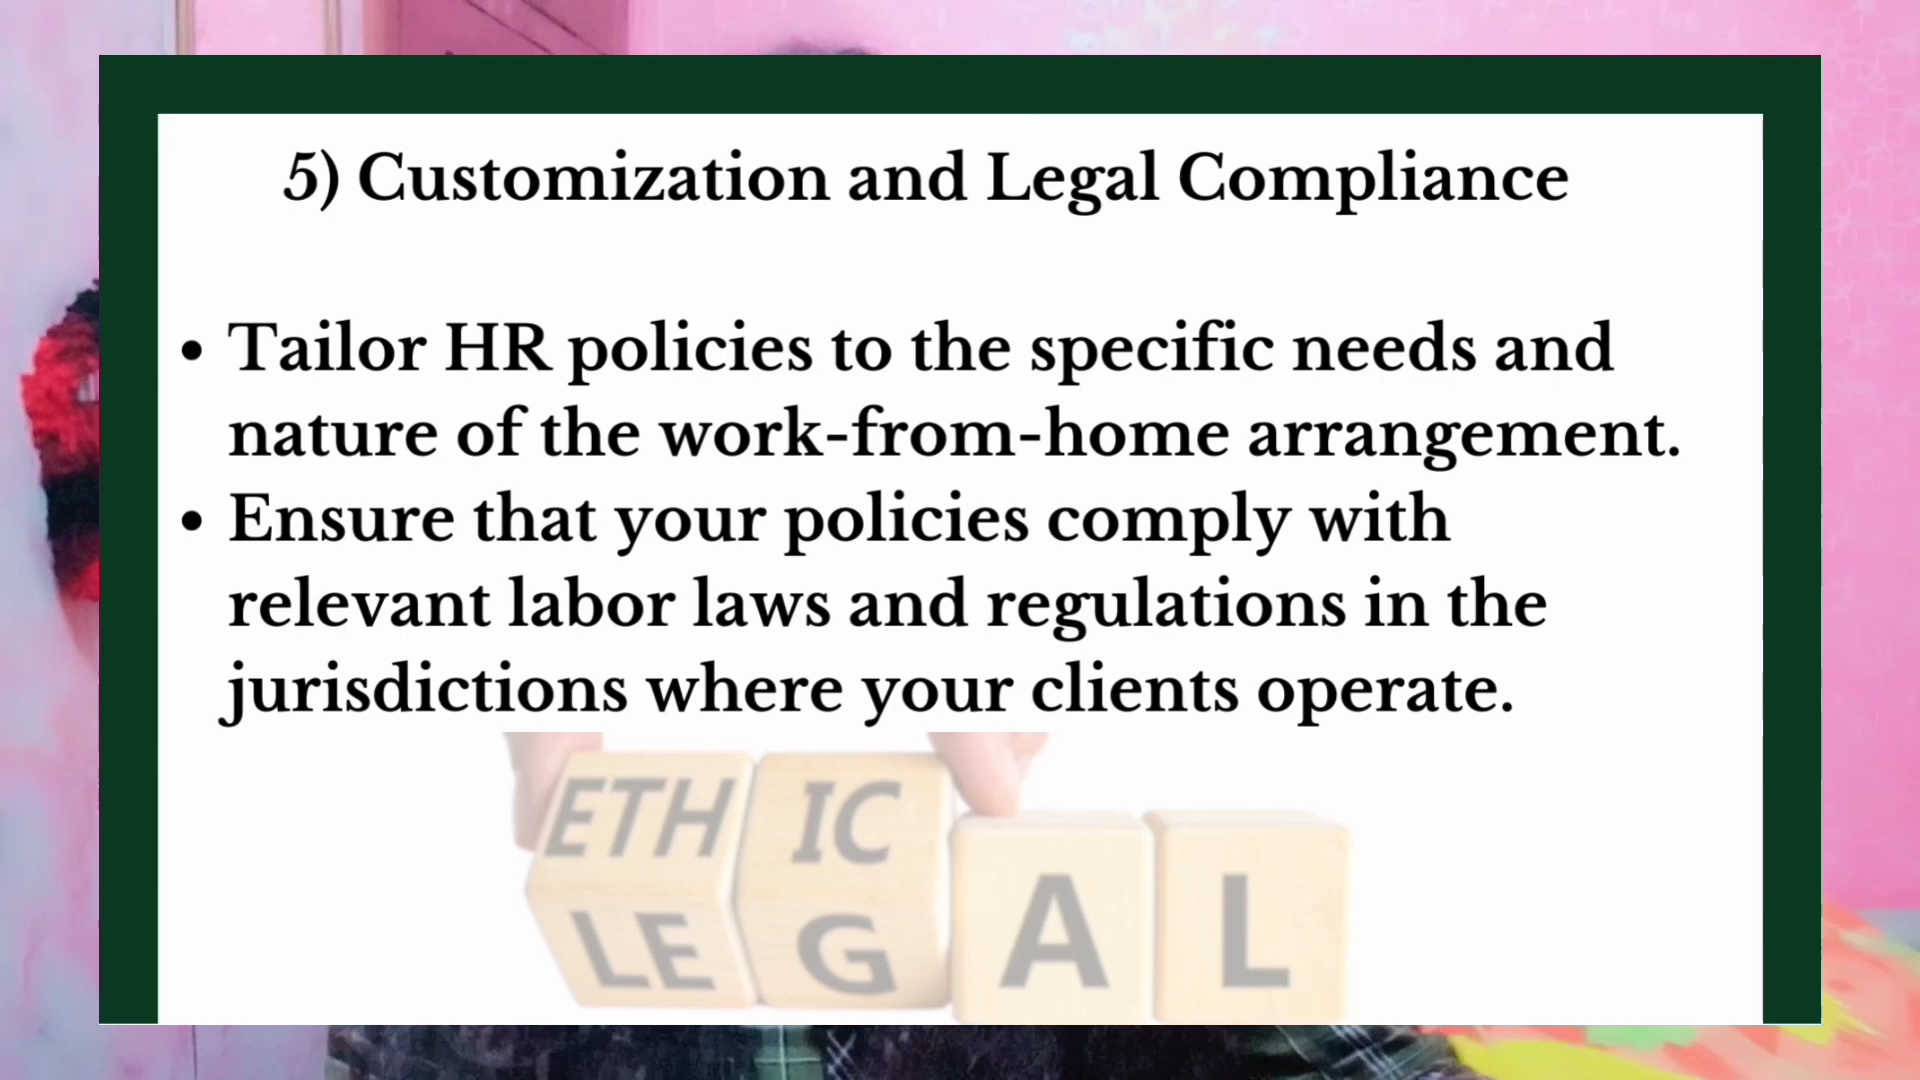 5) Customization and Legal Compliance
• Tailor HR policies to the specific needs and
nature of the work-from-home arrangement.
• Ensure that your policies comply with
relevant labor laws and regulations in the
jurisdictions where your clients operate.
ETH IC
LE G A L